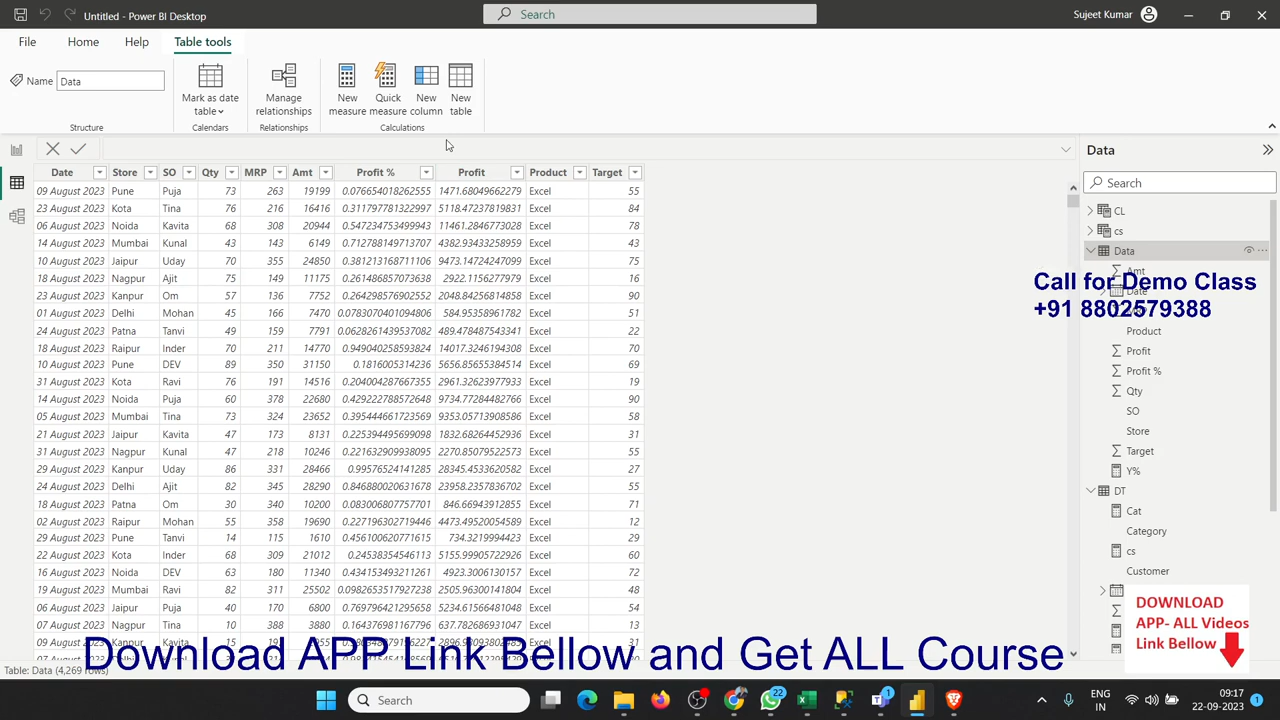 Untitled - Power BI Desktop
Search
Sujeet Kumar
File Home Help Table tools
Name Data
Mark as date table
Manage relationships
New measure
Quick measure
New column
New table
Structure Calendars Relationships Calculations
Date Store SO Qty MRP Amt Profit % Profit Product Target
09 August 2023 Pune Puja 73 263 19199 0.076654018262555 1471.68049662279 Excel 55
23 August 2023 Kota Tina 76 216 16416 0.311797781322997 5118.47237819831 Excel 84
06 August 2023 Noida Kavita 68 308 20944 0.547234753499943 11461.2846773028 Excel 78
14 August 2023 Mumbai Kunal 43 143 6149 0.712788149713707 4382.93433258959 Excel 43
10 August 2023 Jaipur Uday 70 355 24850 0.381213168711106 9473.14724247099 Excel 75
18 August 2023 Nagpur Ajit 75 149 11175 0.261486857073638 2922.1156277979 Excel 16
23 August 2023 Kanpur Om 57 136 7752 0.264298576902552 2048.84256814858 Excel 90
01 August 2023 Delhi Mohan 45 166 7470 0.0783070401094806 584.95358961782 Excel 51
24 August 2023 Patna Tanvi 49 159 7791 0.0628261439537082 489.478487543341 Excel 22
18 August 2023 Raipur Inder 70 211 14770 0.949040258593824 14017.3246194308 Excel 70
10 August 2023 Pune DEV 89 350 31150 0.1816005314236 5656.85655384514 Excel 69
31 August 2023 Kota Ravi 76 191 14516 0.204004287667355 2961.32623977933 Excel 19
06 August 2023 Noida Puja 60 378 22680 0.429222788572648 9734.77284482766 Excel 90
05 August 2023 Mumbai Tina 73 324 23652 0.395444661723569 9353.05713908586 Excel 58
21 August 2023 Jaipur Kavita 47 173 8131 0.225394495699098 1832.68264452936 Excel 31
31 August 2023 Nagpur Kunal 47 218 10246 0.221632909938095 2270.85079522573 Excel 55
29 August 2023 Kanpur Uday 86 331 28466 0.99576524141285 28345.4533620582 Excel 27
24 August 2023 Delhi Ajit 82 345 28290 0.846880020631678 23958.2357836702 Excel 55
18 August 2023 Patna Om 30 340 10200 0.083006807757701 846.66943912855 Excel 71
02 August 2023 Raipur Mohan 55 358 19690 0.227196302719446 4473.49520054589 Excel 12
29 August 2023 Pune Tanvi 14 115 1610 0.456100620771615 734.3219994423 Excel 29
22 August 2023 Kota Inder 68 309 21012 0.24538354546113 5155.99905722936 Excel 60
16 August 2023 Noida DEV 63 180 11340 0.434153493211261 4923.3006130157 Excel 72
19 August 2023 Mumbai Ravi 82 311 25502 0.0982653517927238 2505.96300141804 Excel 48
06 August 2023 Jaipur Puja 40 170 6800 0.769796421295658 5234.61566481048 Excel 54
07 August 2023 Nagpur Tina 10 388 3880 0.164376981167796 637.782686931047 Excel 13
09 August 2023 Kanpur Kavita 15
Table: Data (4,269 rows)
Data
Search
CL
cs
Data
Amt
Date
Product
Profit
Profit %
Qty
SO
Store
Target
Y%
DT
Cat
Category
cs
Customer
Call for Demo Class
+91 8802579388
DOWNLOAD
APP- ALL Videos
Link Bellow
Download APP Link Bellow and Get ALL Course
Search
22
1
ENG
IN
09:17
22-09-2023